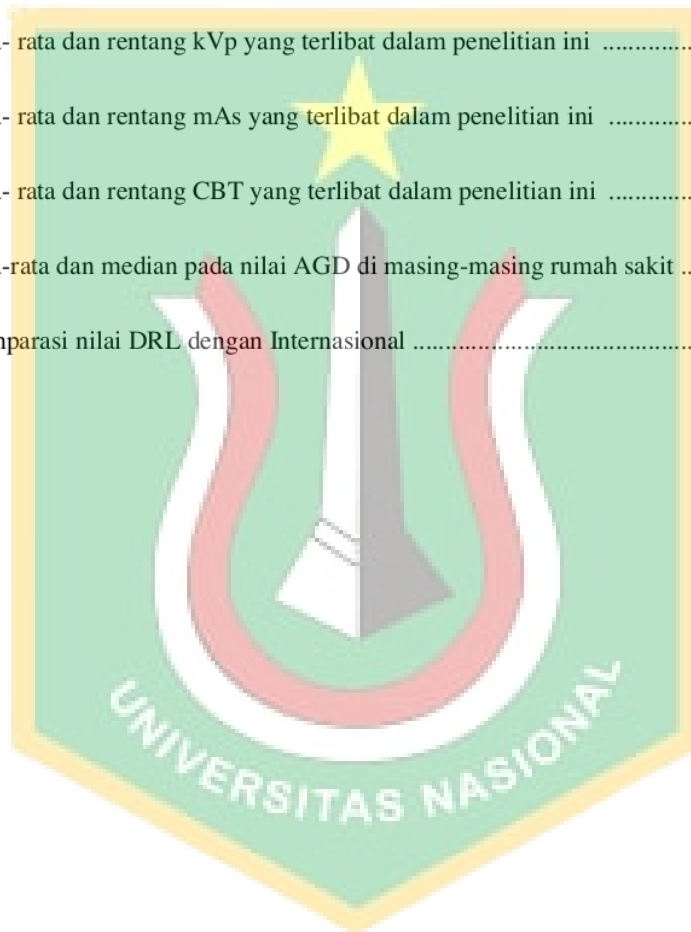 - rata dan rentang kVp yang terlibat dalam penelitian ini ..............
- rata dan rentang mAs yang terlibat dalam penelitian ini .............
- rata dan rentang CBT yang terlibat dalam penelitian ini .............
-rata dan median pada nilai AGD di masing-masing rumah sakit ..
parasi nilai DRL dengan Internasional .............................................
UNIVERSITAS NASIONAL